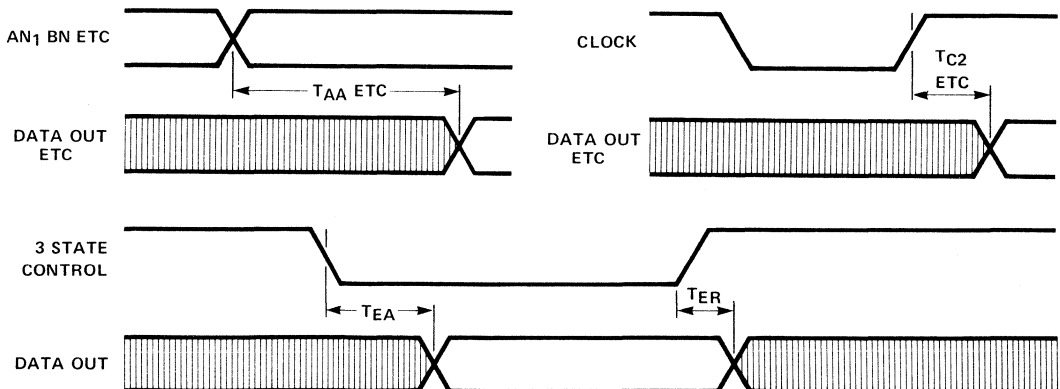 AN1 BN ETC
TAA ETC
DATA OUT
ETC
CLOCK
TC2
ETC
DATA OUT
ETC
3 STATE
CONTROL
TEA
TER
DATA OUT